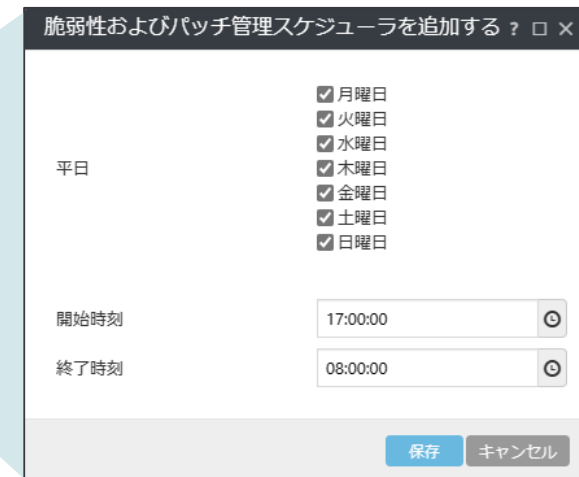 脆弱性およびパッチ管理スケジューラを追加する ? □ ×
月曜日
火曜日
水曜日
平日
木曜日
金曜日
土曜日
日曜日
開始時刻 17:00:00
終了時刻 08:00:00
保存 キャンセル